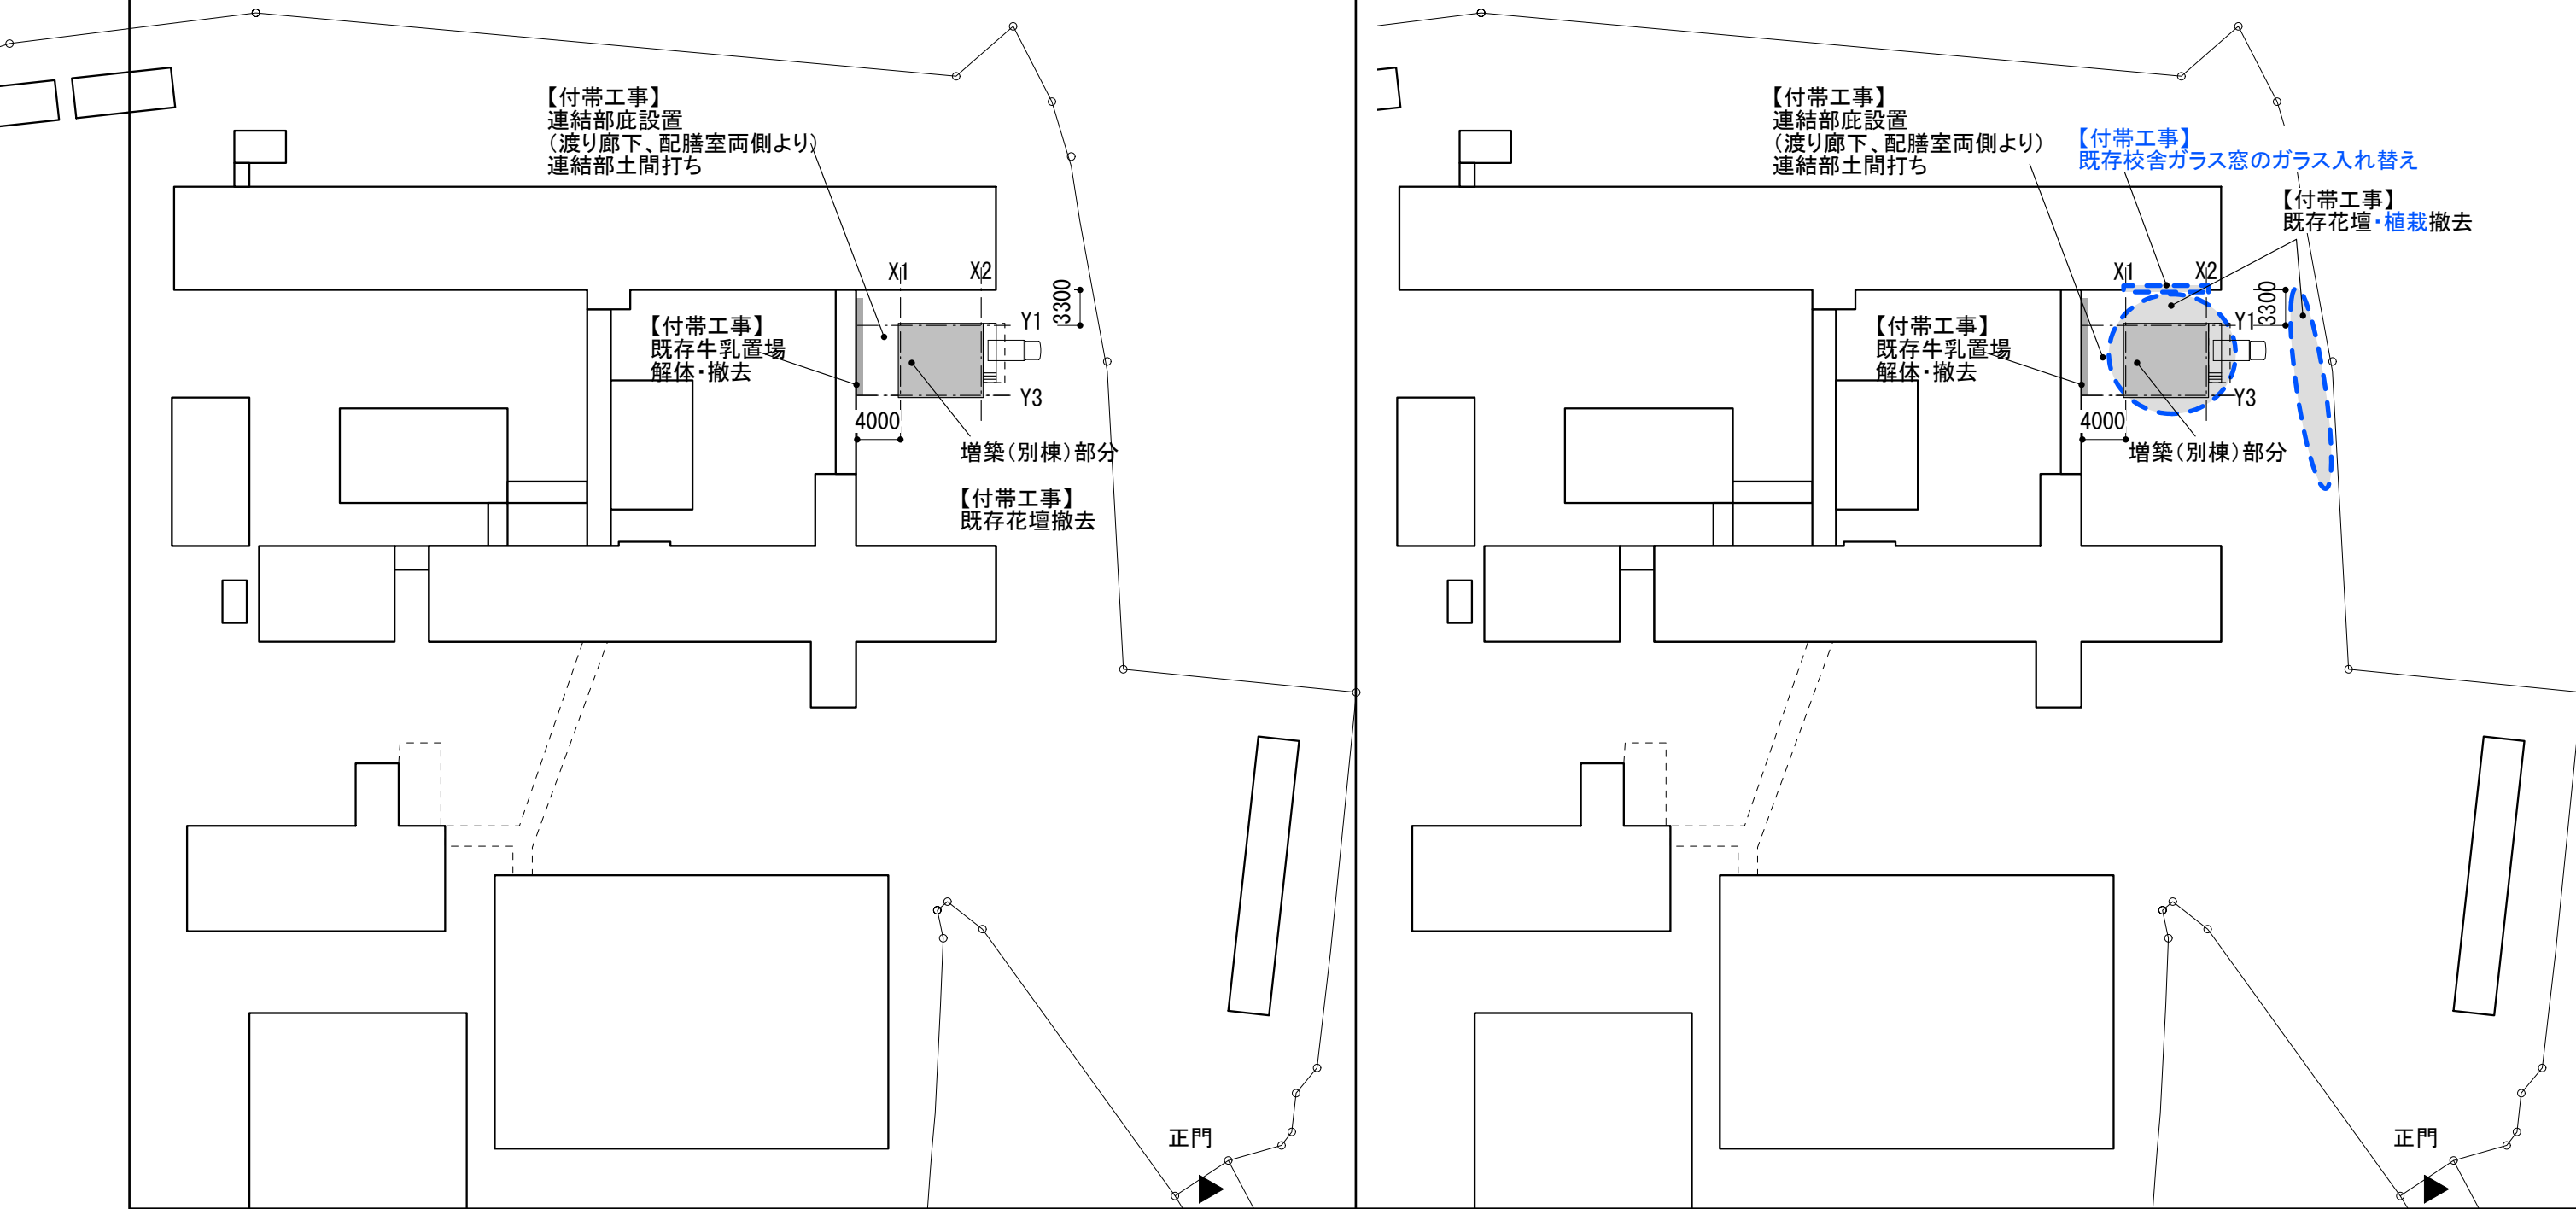 【付帯工事】
連結部庇設置
(渡り廊下、配膳室両側より)
連結部土間打ち
X1
X2
3300
Y1
【付帯工事】
既存牛乳置場
解体・撤去
Y3
4000
増築(別棟)部分
【付帯工事】
既存花壇撤去
正門
【付帯工事】
連結部庇設置
(渡り廊下、配膳室両側より)
連結部土間打ち
【付帯工事】
既存校舎ガラス窓のガラス入れ替え
【付帯工事】
既存花壇・植栽撤去
X1
X2
3300
Y1
【付帯工事】
既存牛乳置場
解体・撤去
Y3
4000
増築(別棟)部分
正門